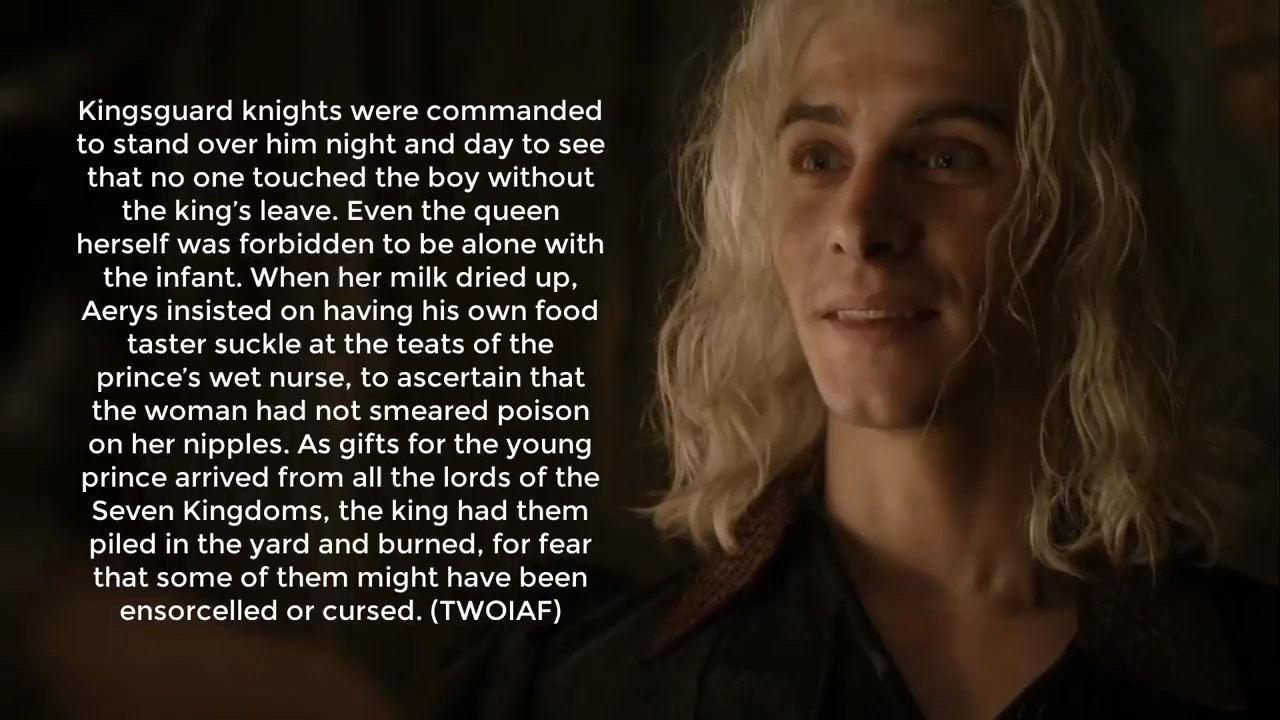 Kingsguard knights were commanded
to stand over him night and day to see
that no one touched the boy without
the king’s leave. Even the queen
herself was forbidden to be alone with
the infant. When her milk dried up,
Aerys insisted on having his own food
taster suckle at the teats of the
prince’s wet nurse, to ascertain that
the woman had not smeared poison
on her nipples. As gifts for the young
prince arrived from all the lords of the
Seven Kingdoms, the king had them
piled in the yard and burned, for fear
that some of them might have been
ensorcelled or cursed. (TWOIAF)